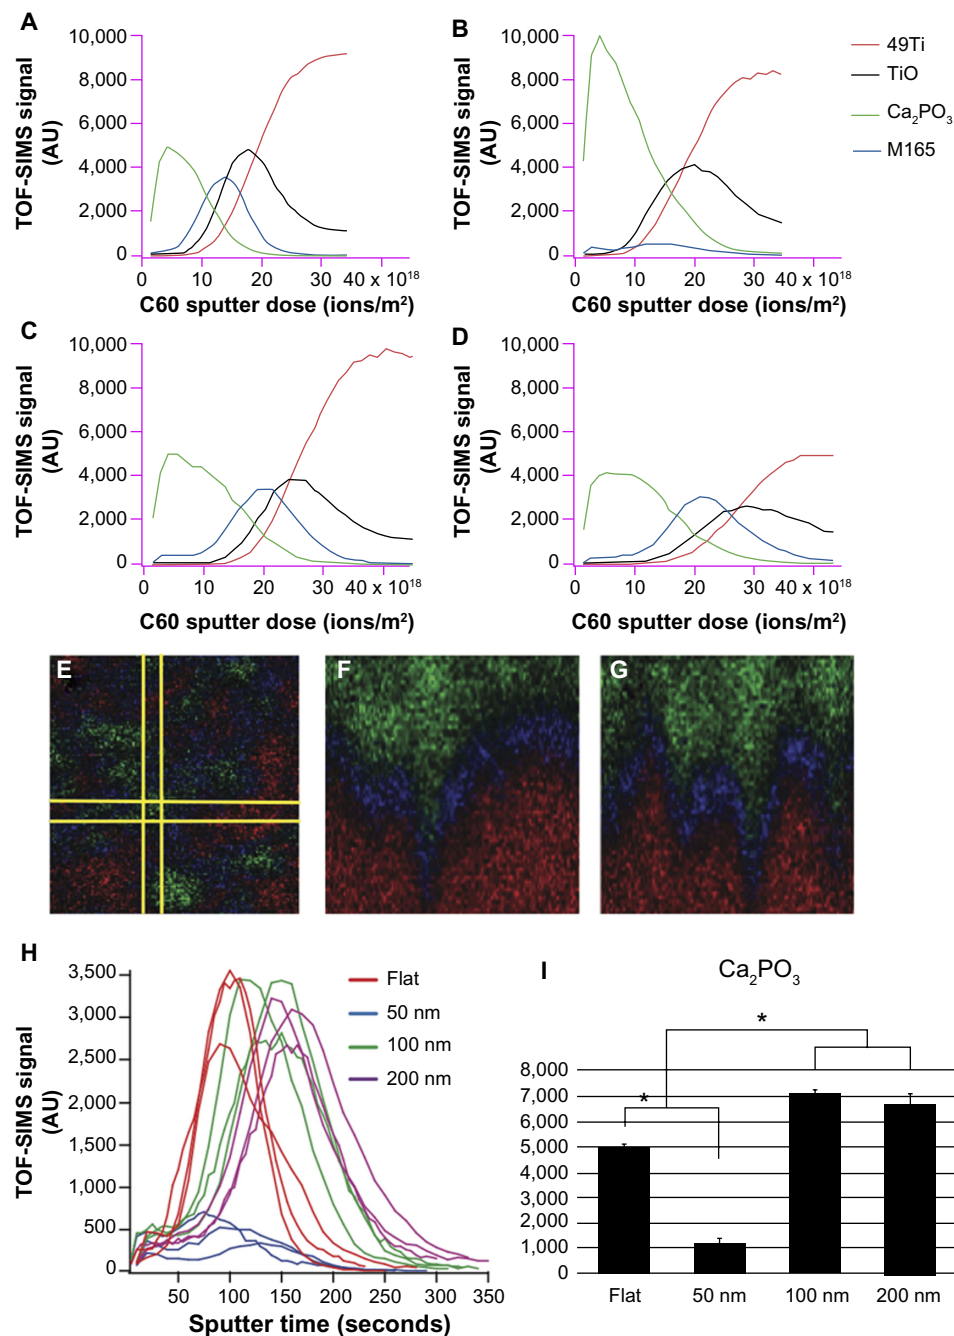 A
10,000
8,000
6,000
4,000
2,000
0
TOF-SIMS signal
(AU)
0 10 20 30 40 x 10¹⁸
C60 sputter dose (ions/m²)
B
10,000
8,000
6,000
4,000
2,000
0
TOF-SIMS signal
(AU)
0 10 20 30 40 x 10¹⁸
C60 sputter dose (ions/m²)
49Ti
TiO
Ca₂PO₃
M165
C
10,000
8,000
6,000
4,000
2,000
0
TOF-SIMS signal
(AU)
0 10 20 30 40 x 10¹⁸
C60 sputter dose (ions/m²)
D
10,000
8,000
6,000
4,000
2,000
0
TOF-SIMS signal
(AU)
0 10 20 30 40 x 10¹⁸
C60 sputter dose (ions/m²)
E
F
G
H
3,500
3,000
2,500
2,000
1,500
1,000
500
0
TOF-SIMS signal
(AU)
50 100 150 200 250 300 350
Sputter time (seconds)
Flat
50 nm
100 nm
200 nm
I
Ca₂PO₃
*
*
8,000
7,000
6,000
5,000
4,000
3,000
2,000
1,000
0
Flat 50 nm 100 nm 200 nm